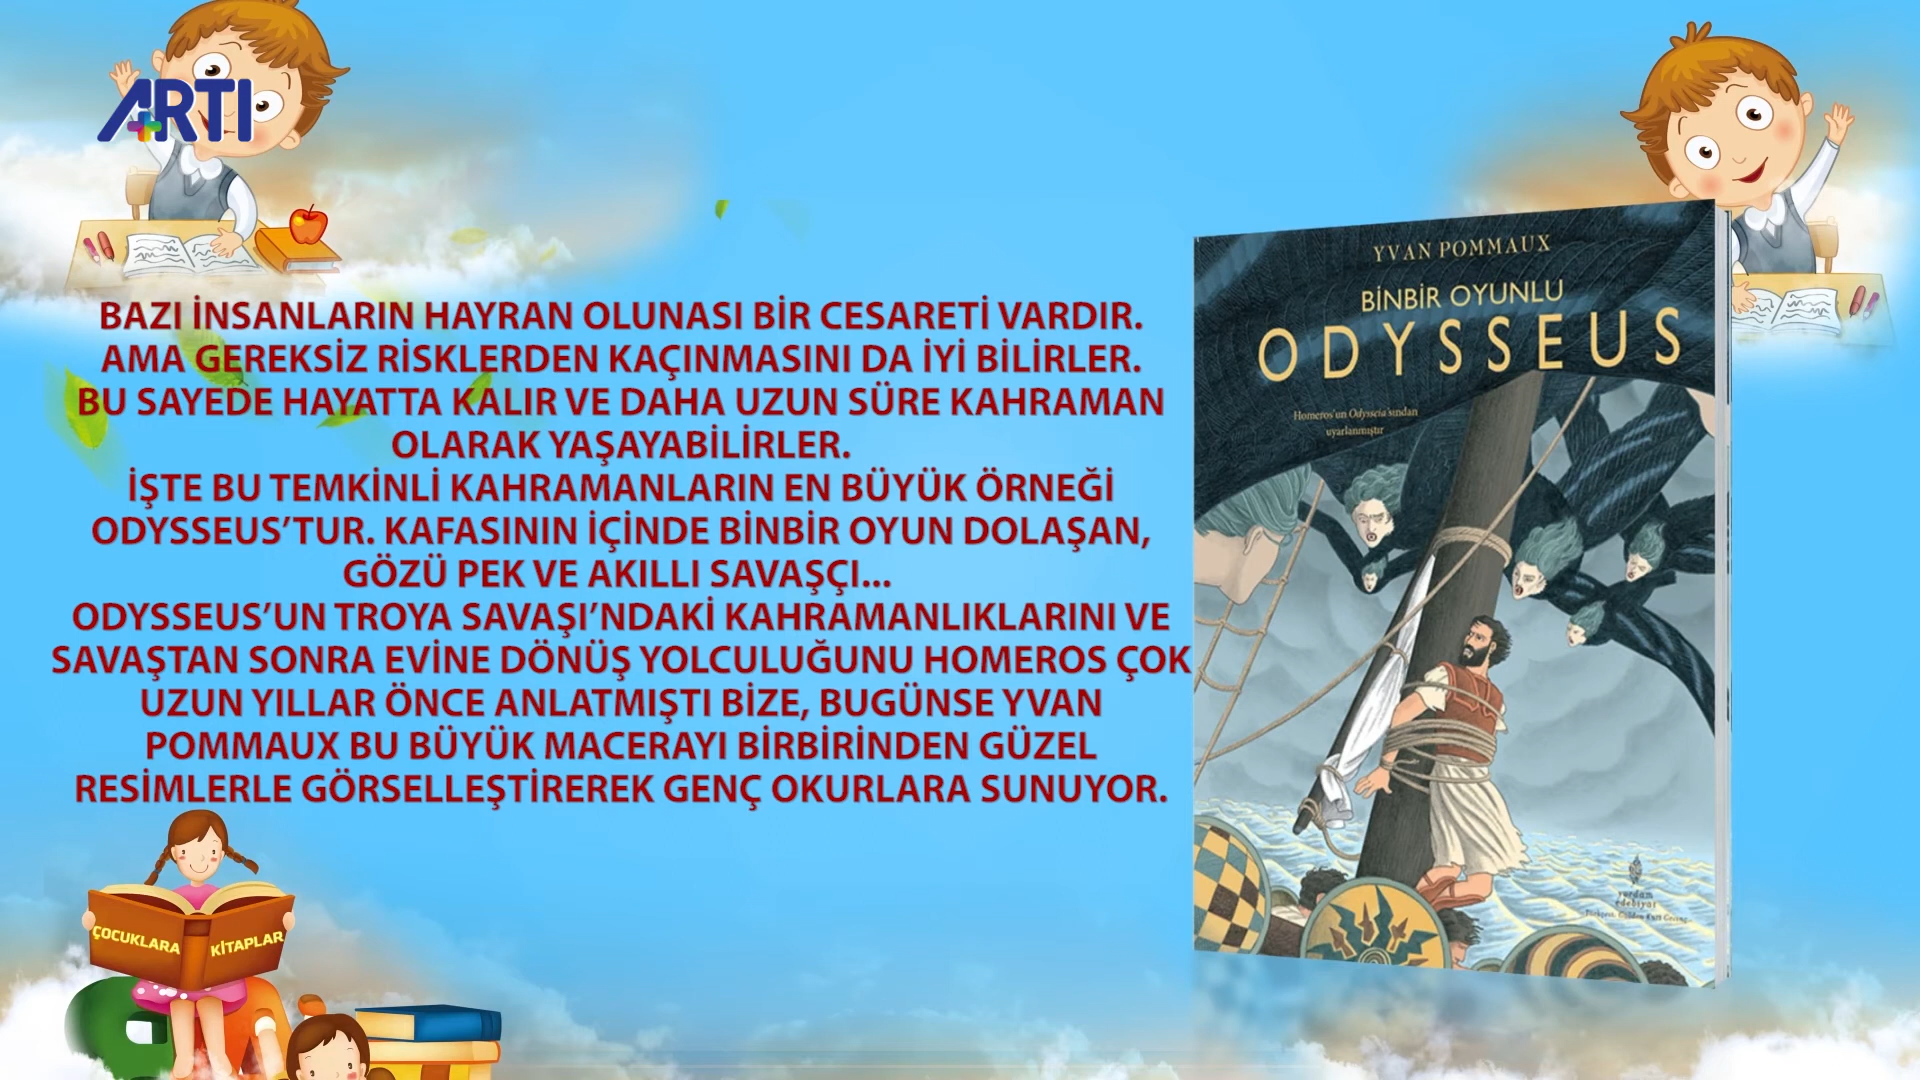 ARTI
BAZI İNSANLARIN HAYRAN OLUNASI BİR CESARETİ VARDIR.
AMA GEREKSİZ RİSKLERDEN KAÇINMASINI DA İYİ BİLİRLER.
BU SAYEDE HAYATTA KALIR VE DAHA UZUN SÜRE KAHRAMAN
OLARAK YAŞAYABİLİRLER.
İŞTE BU TEMKİNLİ KAHRAMANLARIN EN BÜYÜK ÖRNEĞİ
ODYSSEUS’TUR. KAFASININ İÇİNDE BİNBİR OYUN DOLAŞAN,
GÖZÜ PEK VE AKILLI SAVAŞÇI...
ODYSSEUS’UN TROYA SAVAŞI’NDAKİ KAHRAMANLIKLARINI VE
SAVAŞTAN SONRA EVİNE DÖNÜŞ YOLCULUĞUNU HOMEROS ÇOK
UZUN YILLAR ÖNCE ANLATMIŞTI BİZE, BUGÜNSE YVAN
POMMAUX BU BÜYÜK MACERAYI BİRBİRİNDEN GÜZEL
RESİMLERLE GÖRSELLEŞTİREREK GENÇ OKURLARA SUNUYOR.
YVAN POMMAUX
BİNBİR OYUNLU
ODYSSEUS
Homeros'un Odysseia'sından
uyarlanmıştır
yordam
edebiyat
ÇOCUKLARA
KİTAPLAR